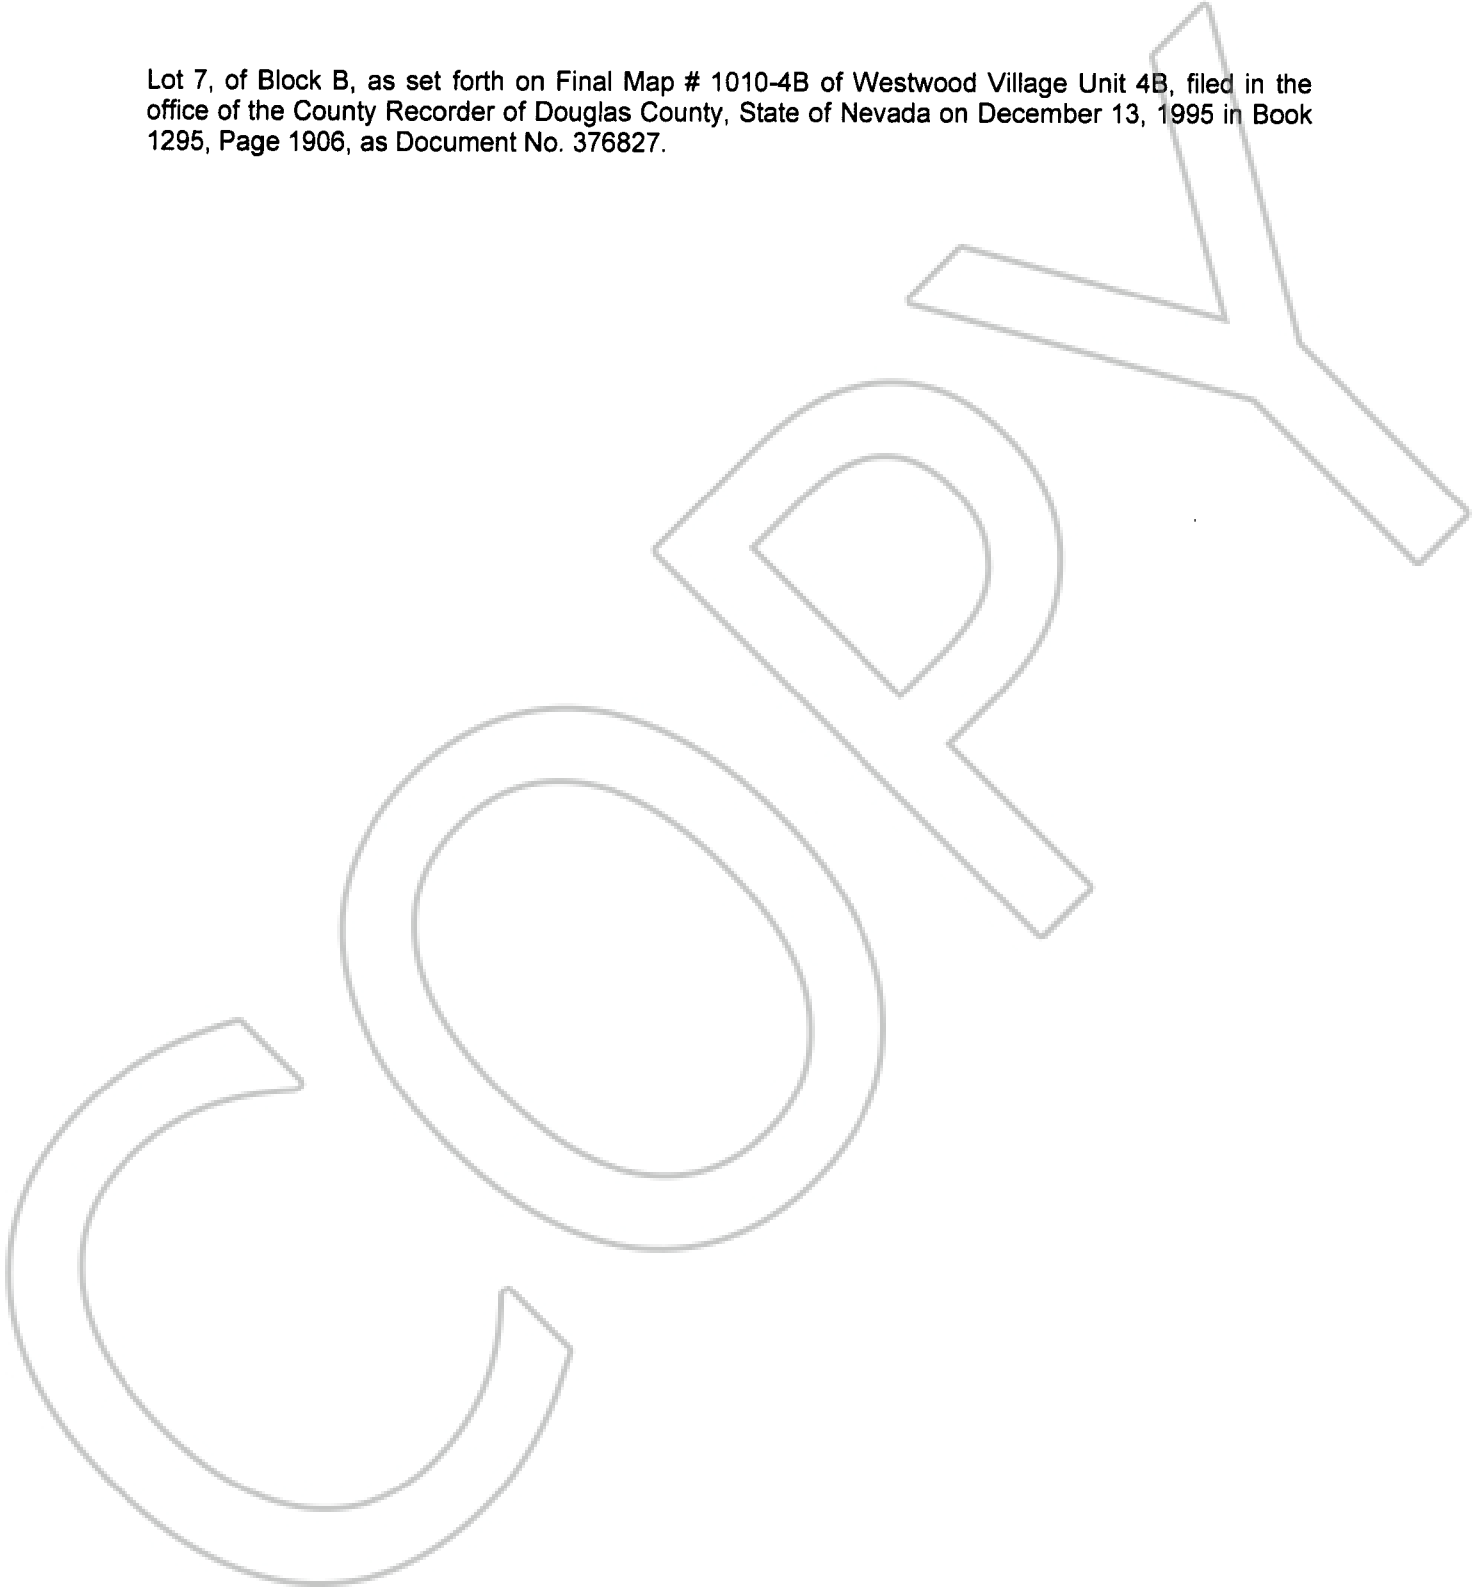 Lot 7, of Block B, as set forth on Final Map # 1010-4B of Westwood Village Unit 4B, filed in the
office of the County Recorder of Douglas County, State of Nevada on December 13, 1995 in Book
1295, Page 1906, as Document No. 376827.
COPY